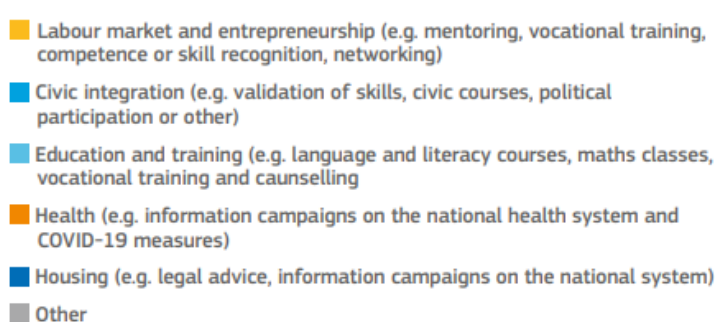 Labour market and entrepreneurship (e.g. mentoring, vocational training,
competence or skill recognition, networking)
Civic integration (e.g. validation of skills, civic courses, political
participation or other)
Education and training (e.g. language and literacy courses, maths classes,
vocational training and caunselling
Health (e.g. information campaigns on the national health system and
COVID-19 measures)
Housing (e.g. legal advice, information campaigns on the national system)
Other